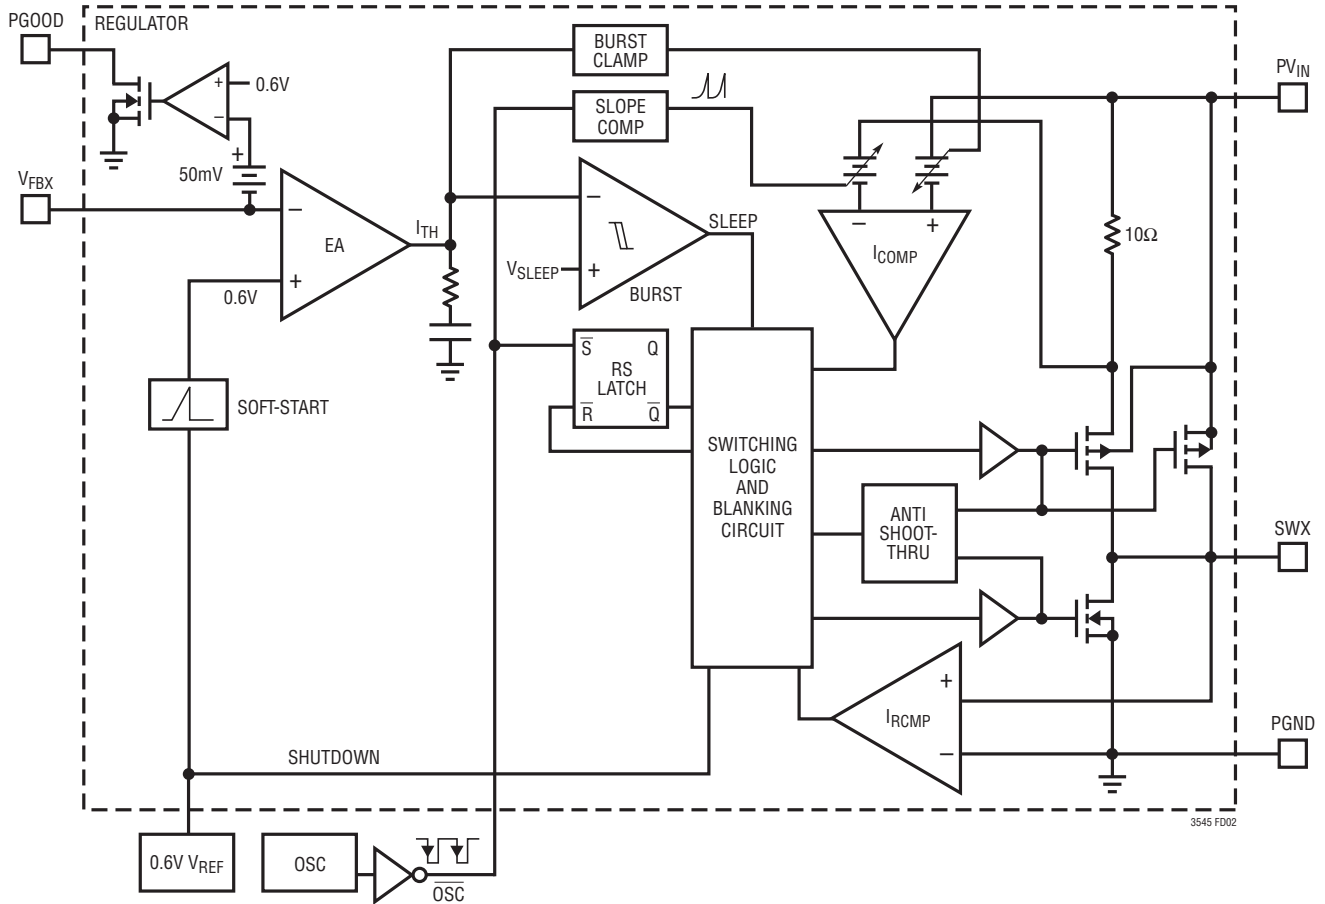 PGOOD
REGULATOR
BURST
CLAMP
PVIN
+
0.6V
–
SLOPE
COMP
+
50mV
VFBX
–
EA
+
0.6V
ITH
–
VSLEEP
+
BURST
SLEEP
–
+
ICOMP
10Ω
S̅
Q
RS
LATCH
R̅
Q̅
SOFT-START
SWITCHING
LOGIC
AND
BLANKING
CIRCUIT
ANTI
SHOOT-
THRU
SWX
+
IRCMP
–
PGND
SHUTDOWN
3545 FD02
0.6V VREF
OSC
O̅S̅C̅